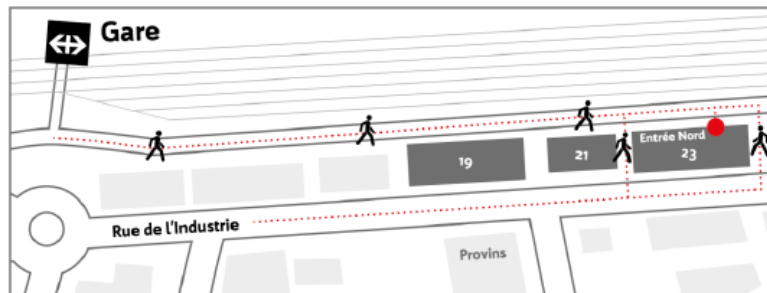 Gare
Entrée Nord
19
21
23
Rue de l'Industrie
Provins